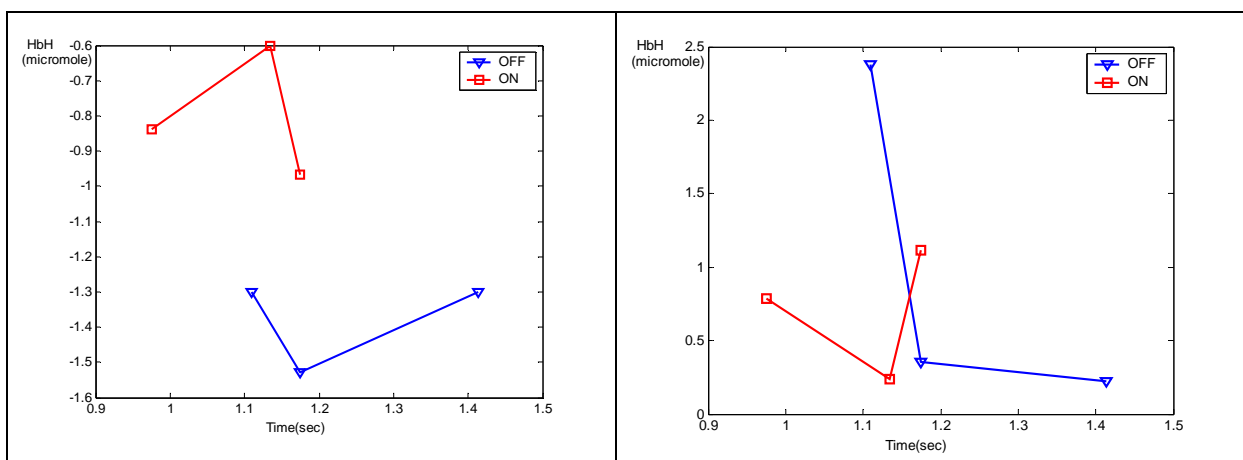 HbH
(micromole)
-0.6
-0.7
-0.8
-0.9
-1
-1.1
-1.2
-1.3
-1.4
-1.5
-1.6
0.9 1 1.1 1.2 1.3 1.4 1.5
Time(sec)
OFF
ON
HbH
(micromole)
2.5
2
1.5
1
0.5
0
0.9 1 1.1 1.2 1.3 1.4 1.5
Time(sec)
OFF
ON